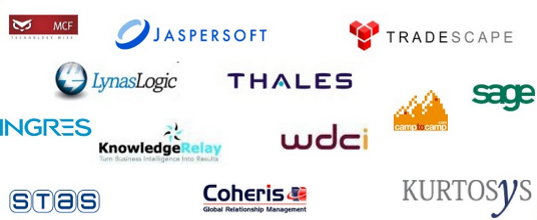 MCF
TECHNOLOGY WISE
JASPERSOFT
TRADESCAPE
LynasLogic
THALES
sage
INGRES
KnowledgeRelay
Turn Business Intelligence Into Results
wdci
camptocamp
.com
stas
Coheris
Global Relationship Management
KURTOSYS